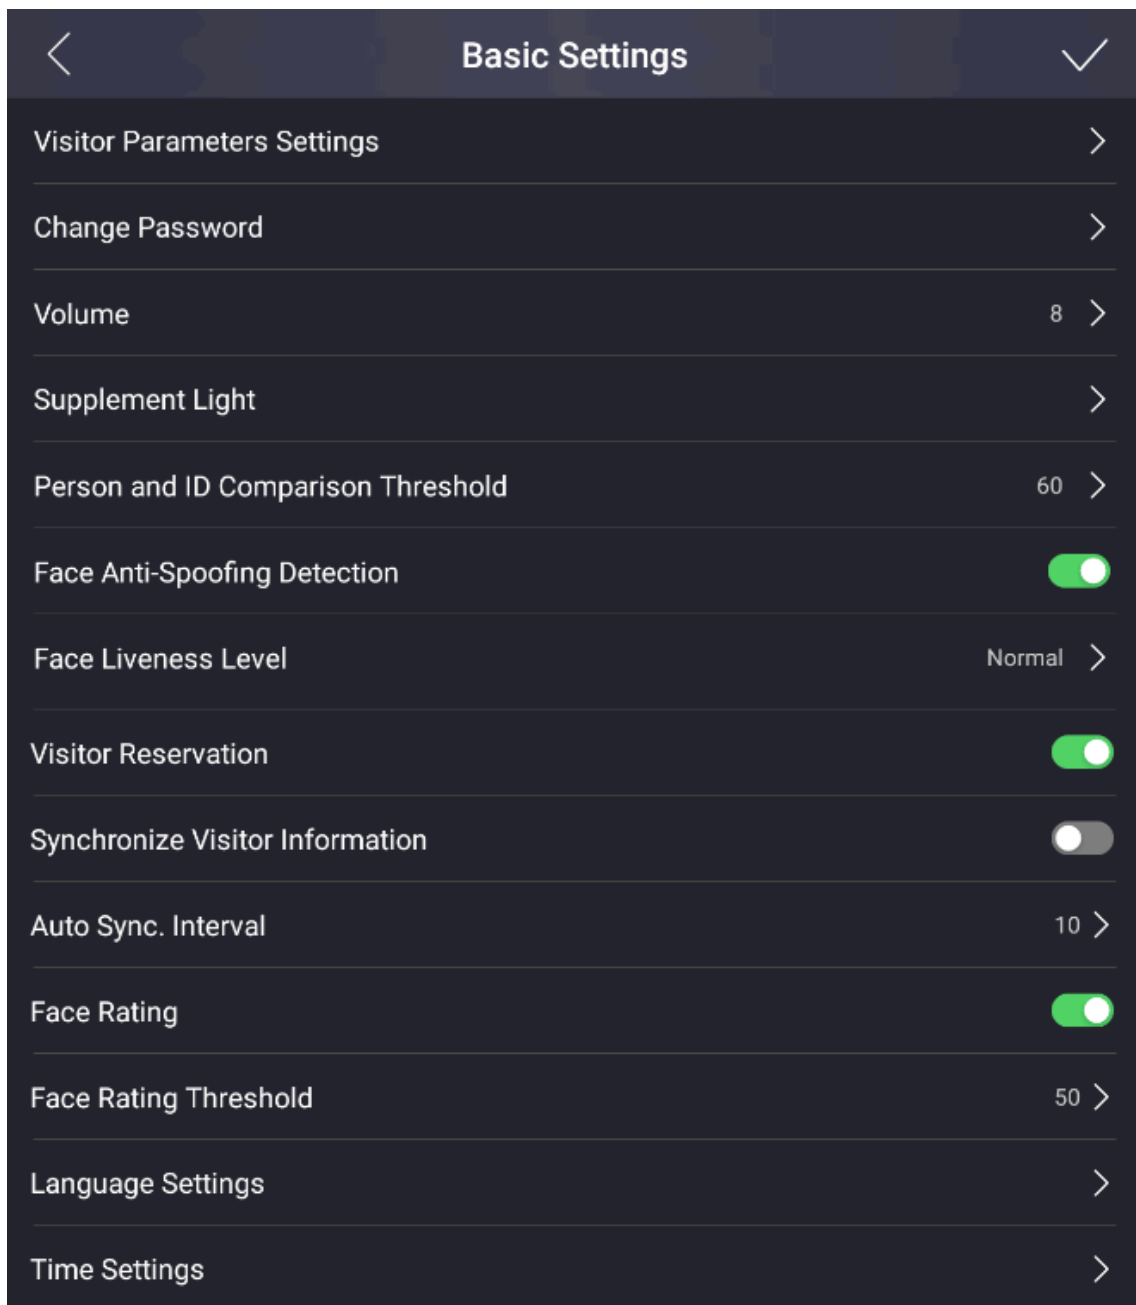 Basic Settings
Visitor Parameters Settings
Change Password
Volume 8
Supplement Light
Person and ID Comparison Threshold 60
Face Anti-Spoofing Detection
Face Liveness Level Normal
Visitor Reservation
Synchronize Visitor Information
Auto Sync. Interval 10
Face Rating
Face Rating Threshold 50
Language Settings
Time Settings